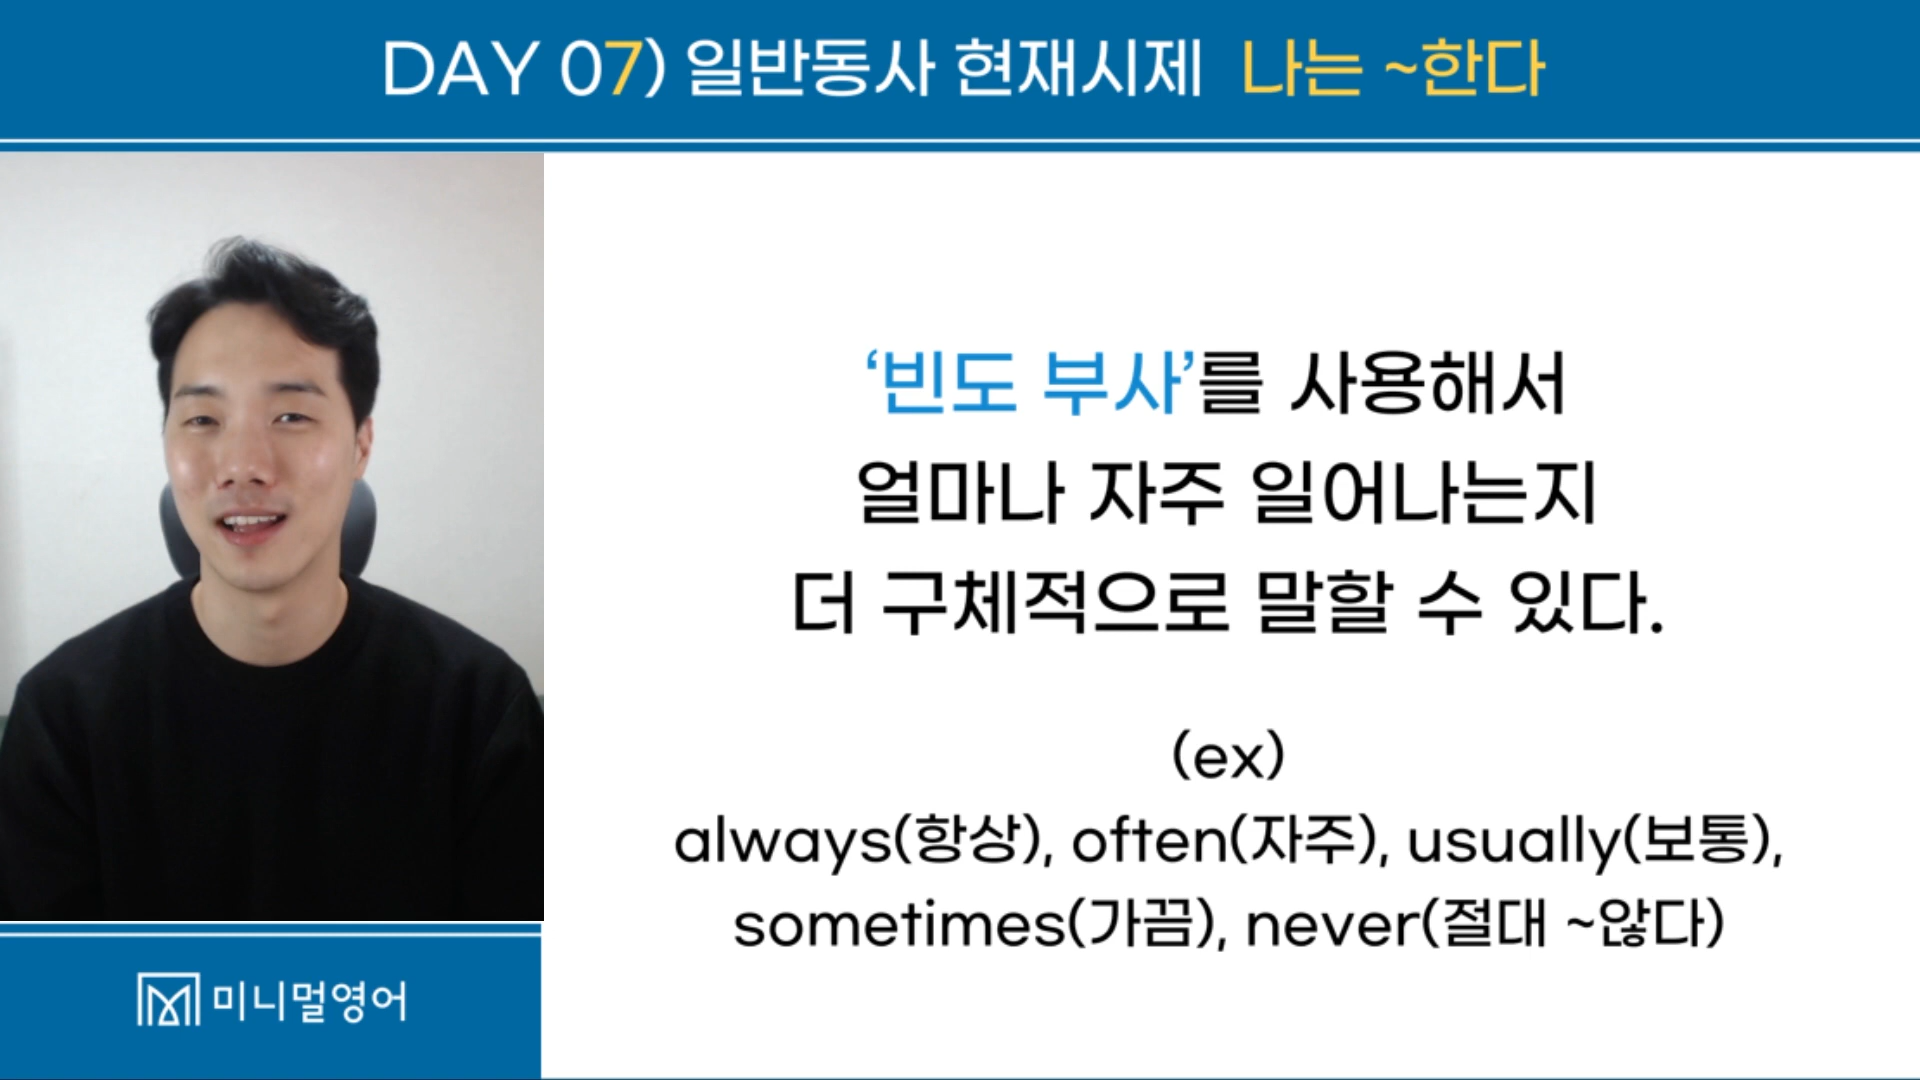 DAY 07) 일반동사 현재시제 나는 ~한다
‘빈도 부사’를 사용해서
얼마나 자주 일어나는지
더 구체적으로 말할 수 있다.
(ex)
always(항상), often(자주), usually(보통),
sometimes(가끔), never(절대 ~않다)
미니멀영어